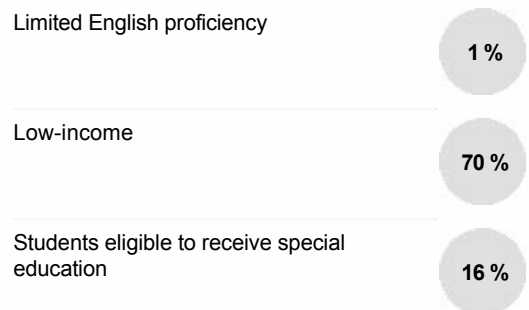 Limited English proficiency
1 %
Low-income
70 %
Students eligible to receive special
education
16 %